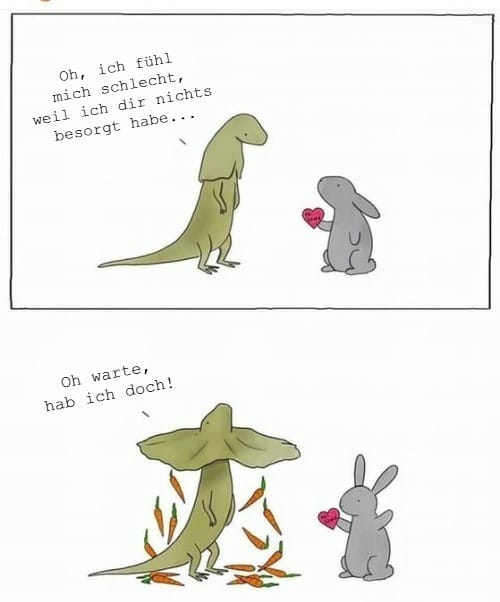 Oh, ich fühl
mich schlecht,
weil ich dir nichts
besorgt habe...
Oh warte,
hab ich doch!